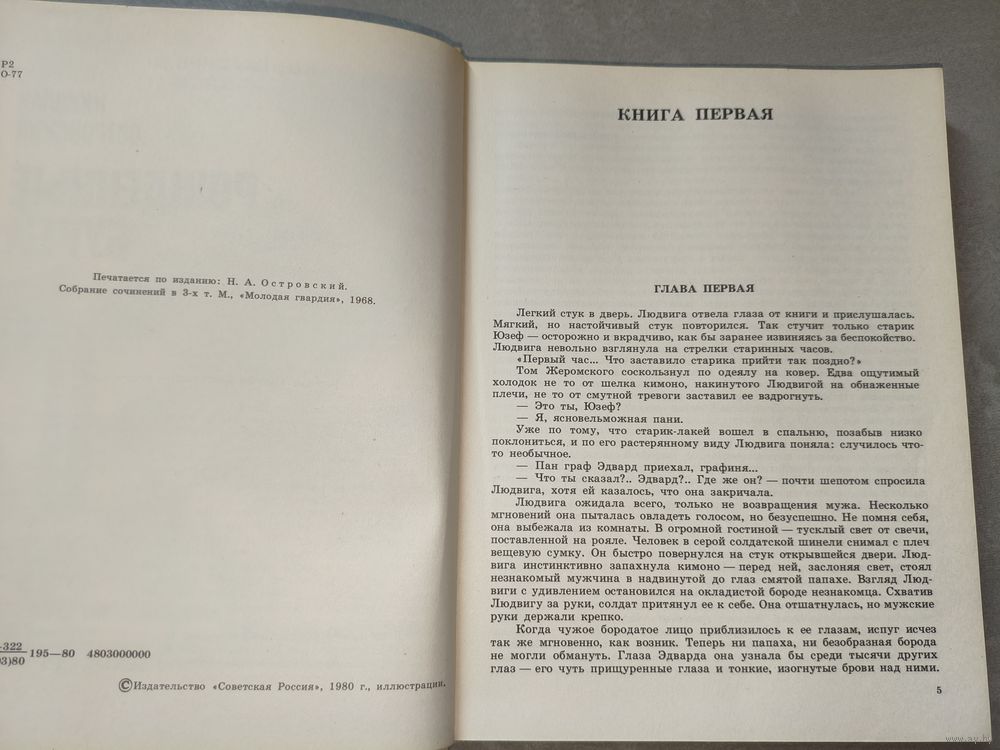 Р2
О-77
Печатается по изданию: Н. А. Островский.
Собрание сочинений в 3-х т. М., «Молодая гвардия», 1968.
-322
3)80
195—80 4803000000
©Издательство «Советская Россия», 1980 г., иллюстрации.
КНИГА ПЕРВАЯ
ГЛАВА ПЕРВАЯ
Легкий стук в дверь. Людвига отвела глаза от книги и прислушалась.
Мягкий, но настойчивый стук повторился. Так стучит только старик
Юзеф — осторожно и вкрадчиво, как бы заранее извиняясь за беспокойство.
Людвига невольно взглянула на стрелки старинных часов.
«Первый час... Что заставило старика прийти так поздно?»
Том Жеромского соскользнул по одеялу на ковер. Едва ощутимый
холодок не то от шелка кимоно, накинутого Людвигой на обнаженные
плечи, не то от смутной тревоги заставил ее вздрогнуть.
— Это ты, Юзеф?
— Я, ясновельможная пани.
Уже по тому, что старик-лакей вошел в спальню, позабыв низко
поклониться, и по его растерянному виду Людвига поняла: случилось что-
то необычное.
— Пан граф Эдвард приехал, графиня...
— Что ты сказал?.. Эдвард?.. Где же он? — почти шепотом спросила
Людвига, хотя ей казалось, что она закричала.
Людвига ожидала всего, только не возвращения мужа. Несколько
мгновений она пыталась овладеть голосом, но безуспешно. Не помня себя,
она выбежала из комнаты. В огромной гостиной — тусклый свет от свечи,
поставленной на рояле. Человек в серой солдатской шинели снимал с плеч
вещевую сумку. Он быстро повернулся на стук открывшейся двери. Люд-
вига инстинктивно запахнула кимоно — перед ней, заслоняя свет, стоял
незнакомый мужчина в надвинутой до глаз смятой папахе. Взгляд Люд-
виги с удивлением остановился на окладистой бороде незнакомца. Схватив
Людвигу за руки, солдат притянул ее к себе. Она отшатнулась, но мужские
руки держали крепко.
Когда чужое бородатое лицо приблизилось к ее глазам, испуг исчез
так же мгновенно, как возник. Теперь ни папаха, ни безобразная борода
не могли обмануть. Глаза Эдварда она узнала бы среди тысячи других
глаз — его чуть прищуренные глаза и тонкие, изогнутые брови над ними.
5
www.ay.by